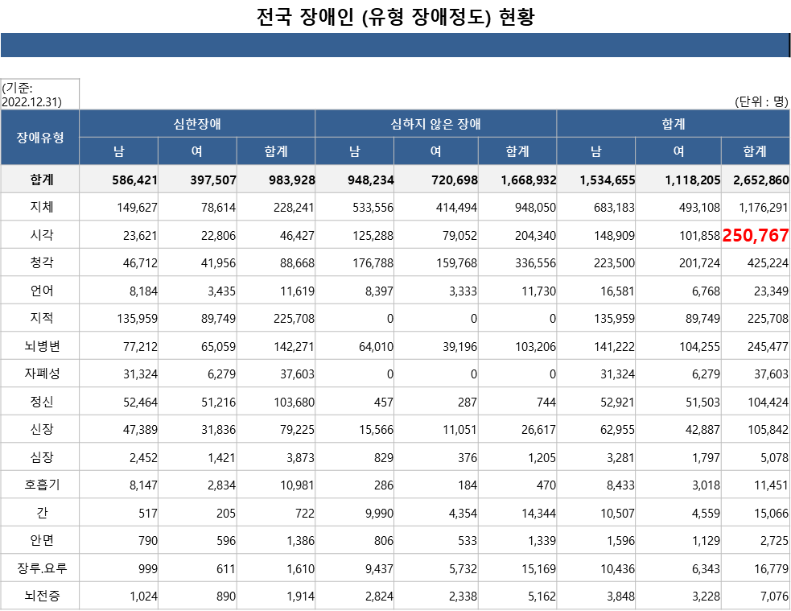 전국 장애인 (유형 장애정도) 현황
(기준:
2022.12.31)
(단위 : 명)
장애유형 심한장애 심하지 않은 장애 합계
남 여 합계 남 여 합계 남 여 합계
합계 586,421 397,507 983,928 948,234 720,698 1,668,932 1,534,655 1,118,205 2,652,860
지체 149,627 78,614 228,241 533,556 414,494 948,050 683,183 493,108 1,176,291
시각 23,621 22,806 46,427 125,288 79,052 204,340 148,909 101,858 250,767
청각 46,712 41,956 88,668 176,788 159,768 336,556 223,500 201,724 425,224
언어 8,184 3,435 11,619 8,397 3,333 11,730 16,581 6,768 23,349
지적 135,959 89,749 225,708 0 0 0 135,959 89,749 225,708
뇌병변 77,212 65,059 142,271 64,010 39,196 103,206 141,222 104,255 245,477
자폐성 31,324 6,279 37,603 0 0 0 31,324 6,279 37,603
정신 52,464 51,216 103,680 457 287 744 52,921 51,503 104,424
신장 47,389 31,836 79,225 15,566 11,051 26,617 62,955 42,887 105,842
심장 2,452 1,421 3,873 829 376 1,205 3,281 1,797 5,078
호흡기 8,147 2,834 10,981 286 184 470 8,433 3,018 11,451
간 517 205 722 9,990 4,354 14,344 10,507 4,559 15,066
안면 790 596 1,386 806 533 1,339 1,596 1,129 2,725
장루.요루 999 611 1,610 9,437 5,732 15,169 10,436 6,343 16,779
뇌전증 1,024 890 1,914 2,824 2,338 5,162 3,848 3,228 7,076